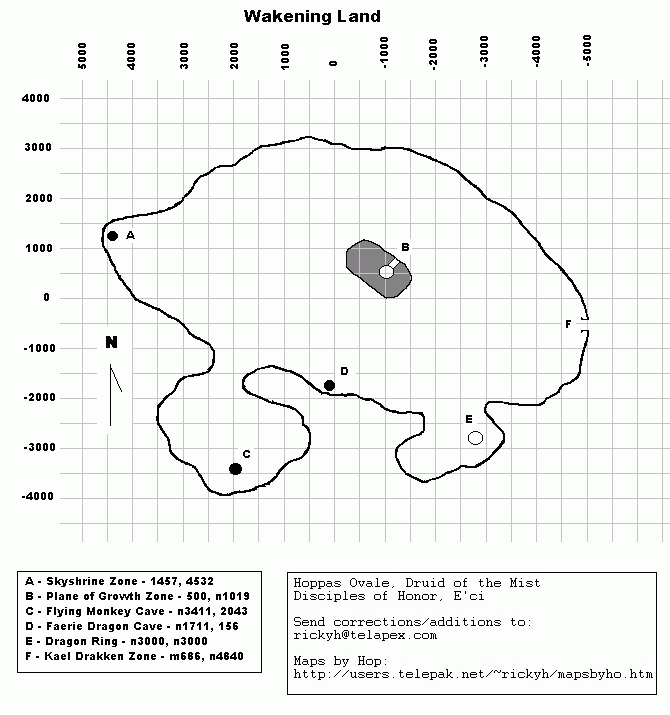 Wakening Land
5000
4000
3000
2000
1000
0
-1000
-2000
-3000
-4000
-5000
4000
3000
2000
1000
0
-1000
-2000
-3000
-4000
A
B
F
N
D
E
C
A - Skyshrine Zone - 1457, 4532
B - Plane of Growth Zone - 500, n1019
C - Flying Monkey Cave - n3411, 2043
D - Faerie Dragon Cave - n1711, 156
E - Dragon Ring - n3000, n3000
F - Kael Drakken Zone - m666, n4840
Hoppas Ovale, Druid of the Mist
Disciples of Honor, E'ci
Send corrections/additions to:
rickyh@telapex.com
Maps by Hop:
http://users.telepak.net/~rickyh/mapsbyho.htm